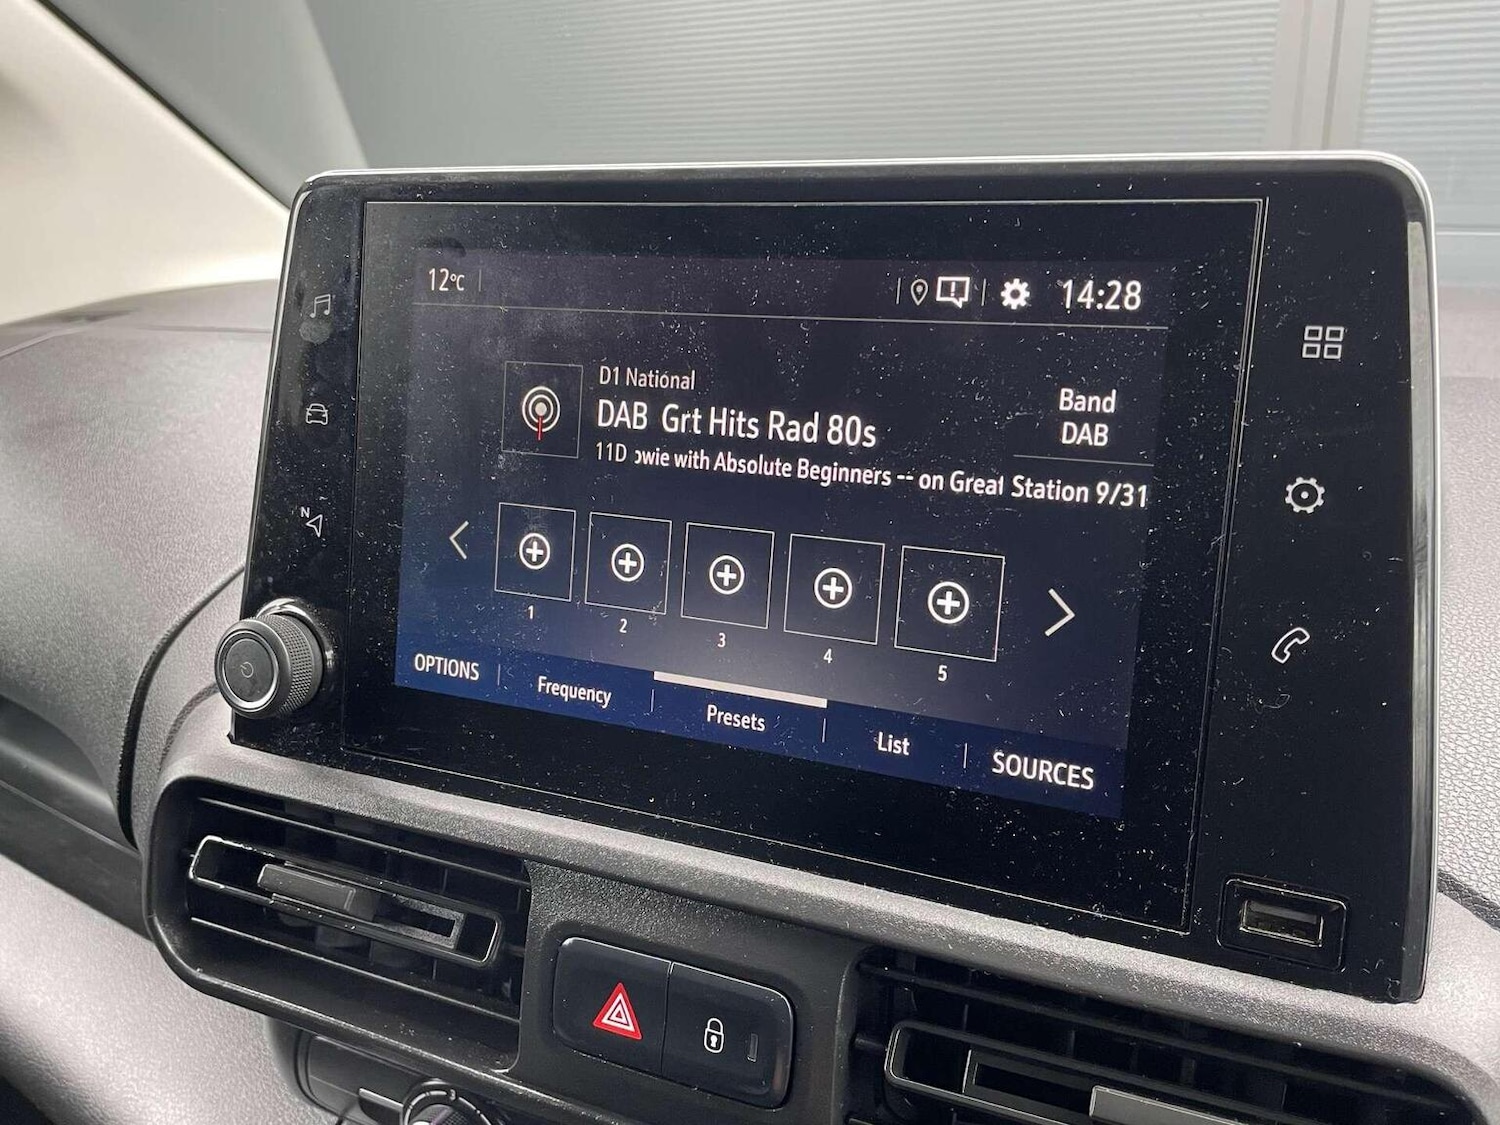 12°C
14:28
D1 National
DAB Grt Hits Rad 80s
Band
DAB
11D owie with Absolute Beginners -- on Great Station 9/31
N
1
2
3
4
5
OPTIONS
Frequency
Presets
List
SOURCES